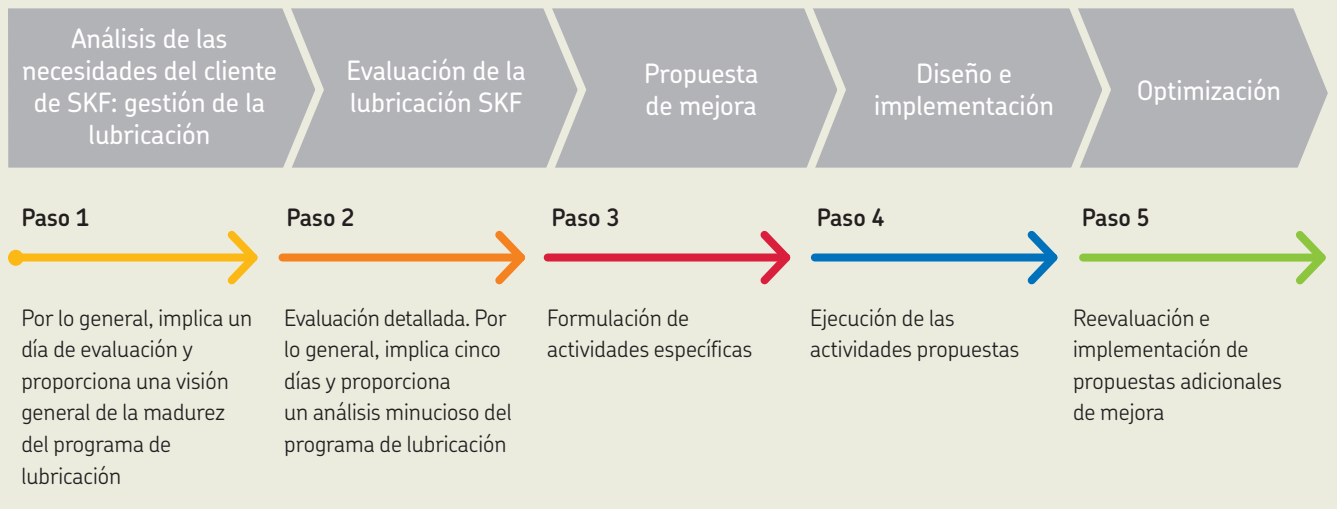 Análisis de las
necesidades del cliente
de SKF: gestión de la
lubricación
Evaluación de la
lubricación SKF
Propuesta
de mejora
Diseño e
implementación
Optimización
Paso 1
Paso 2
Paso 3
Paso 4
Paso 5
Por lo general, implica un
día de evaluación y
proporciona una visión
general de la madurez
del programa de
lubricación
Evaluación detallada. Por
lo general, implica cinco
días y proporciona
un análisis minucioso del
programa de lubricación
Formulación de
actividades específicas
Ejecución de las
actividades propuestas
Reevaluación e
implementación de
propuestas adicionales
de mejora